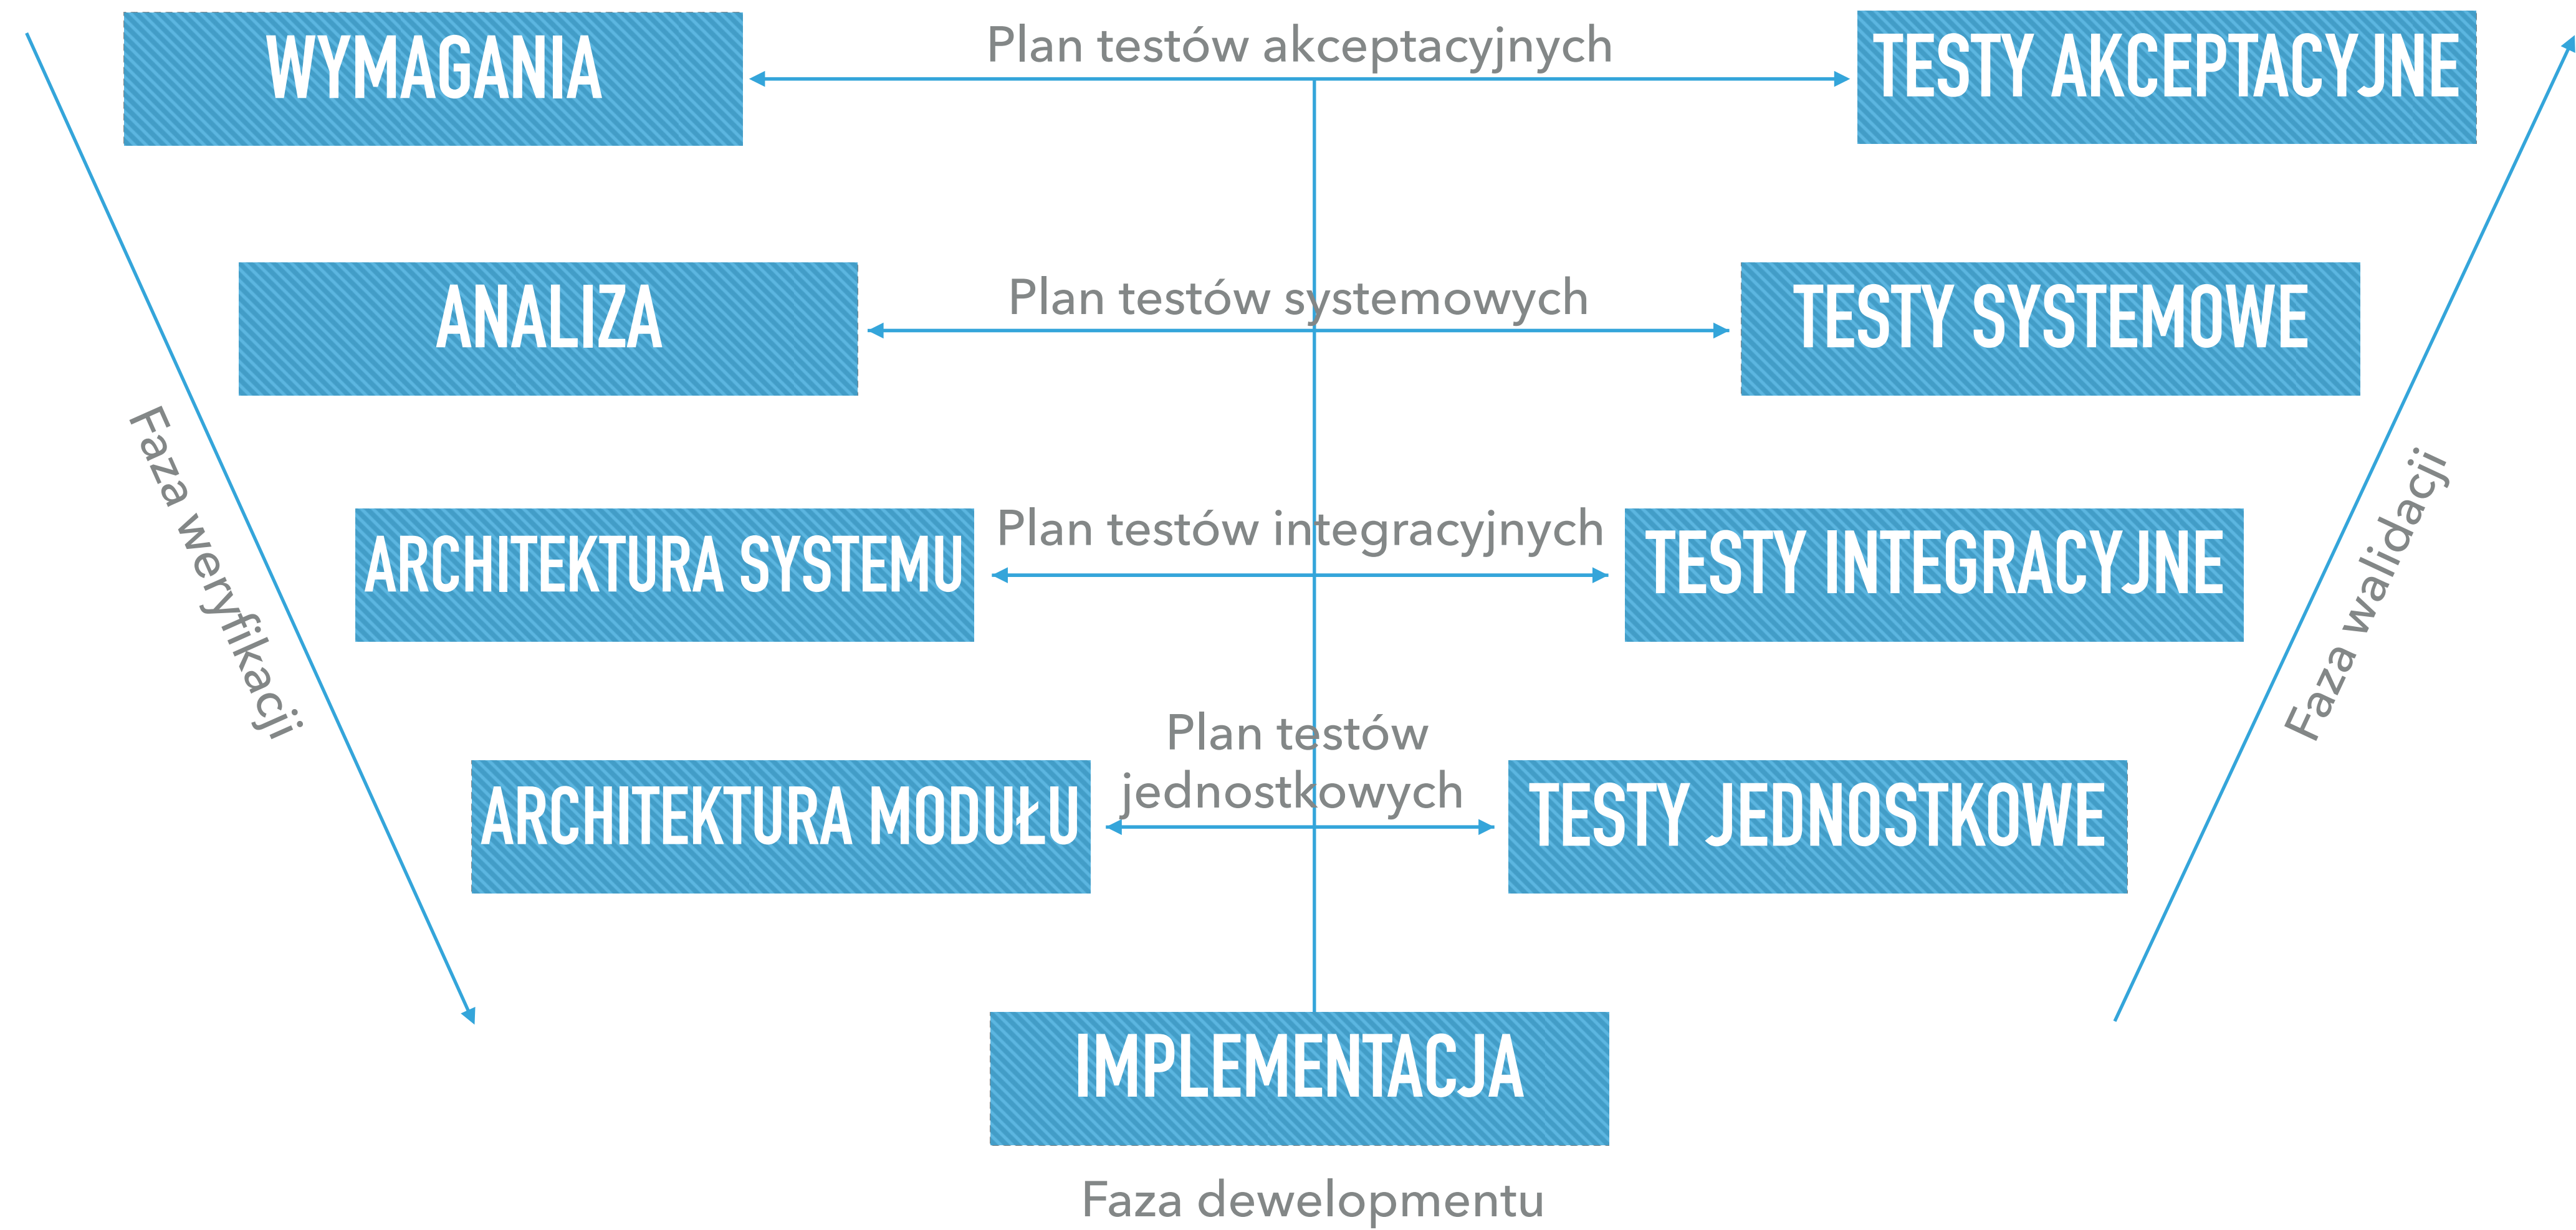 WYMAGANIA
Plan testów akceptacyjnych
TESTY AKCEPTACYJNE
ANALIZA
Plan testów systemowych
TESTY SYSTEMOWE
Faza weryfikacji
Faza walidacji
ARCHITEKTURA SYSTEMU
Plan testów integracyjnych
TESTY INTEGRACYJNE
ARCHITEKTURA MODUŁU
Plan testów
jednostkowych
TESTY JEDNOSTKOWE
IMPLEMENTACJA
Faza dewelopmentu